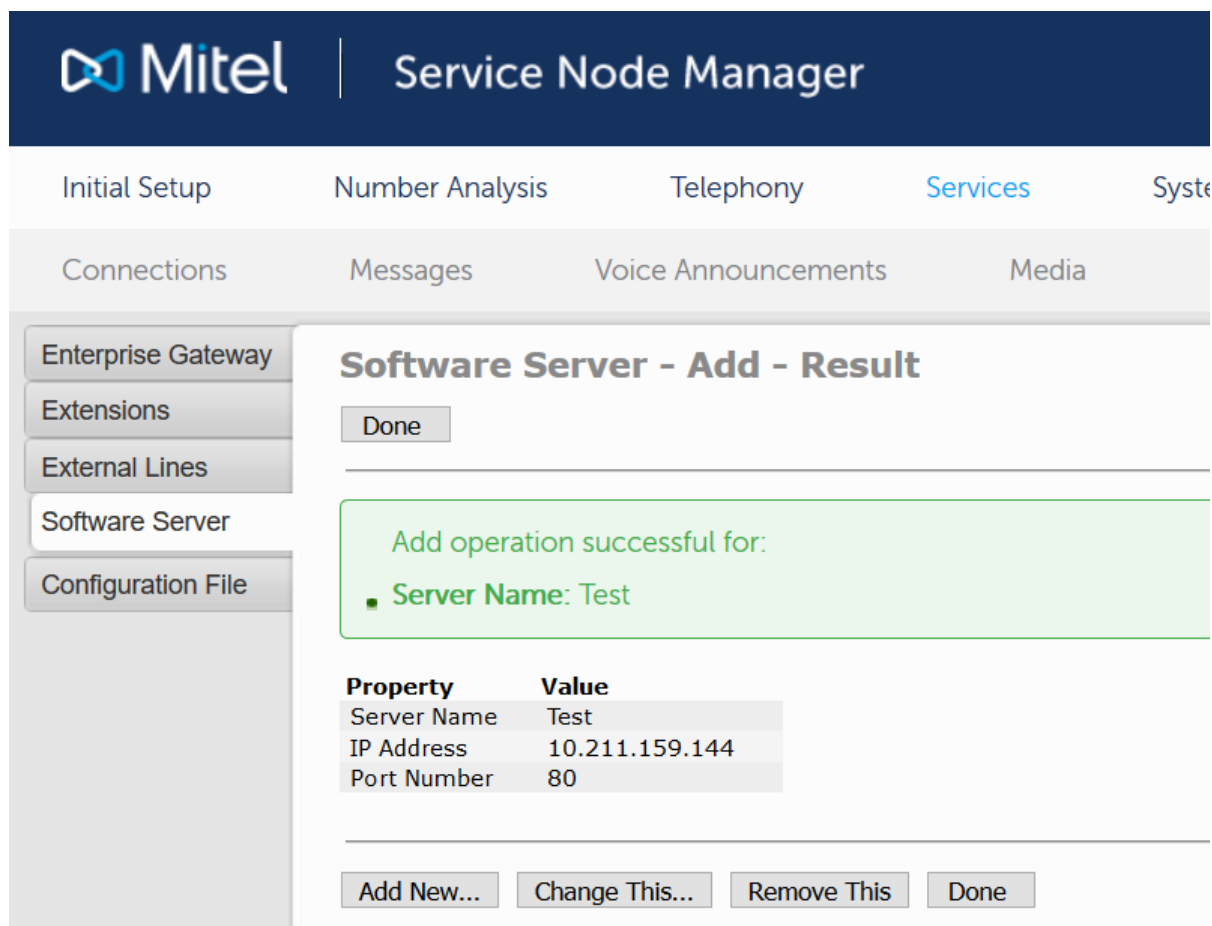 Mitel | Service Node Manager
Initial Setup Number Analysis Telephony Services Syste
Connections Messages Voice Announcements Media
Enterprise Gateway
Extensions
External Lines
Software Server
Configuration File
Software Server - Add - Result
Done
Add operation successful for:
Server Name: Test
Property Value
Server Name Test
IP Address 10.211.159.144
Port Number 80
Add New... Change This... Remove This Done